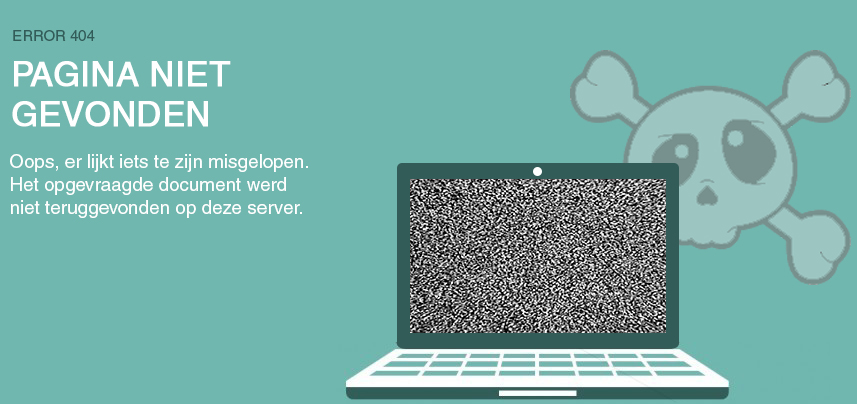 ERROR 404
PAGINA NIET
GEVONDEN
Oops, er lijkt iets te zijn misgelopen.
Het opgevraagde document werd
niet teruggevonden op deze server.